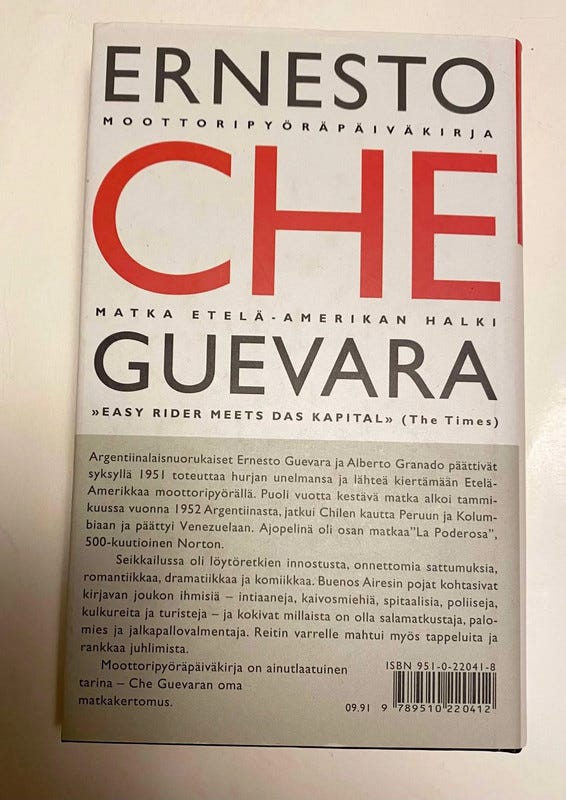 ERNESTO
MOOTTORIPYÖRÄPÄIVÄKIRJA
CHE
MATKA ETELÄ-AMERIKAN HALKI
GUEVARA
»EASY RIDER MEETS DAS KAPITAL» (The Times)
Argentiinalaisnuorukaiset Ernesto Guevara ja Alberto Granado päättivät
syksyllä 1951 toteuttaa hurjan unelmansa ja lähteä kiertämään Etelä-
Amerikkaa moottoripyörällä. Puoli vuotta kestävä matka alkoi tammi-
kuussa vuonna 1952 Argentiinasta, jatkui Chilen kautta Peruun ja Kolum-
biaan ja päättyi Venezuelaan. Ajopelinä oli osan matkaa"La Poderosa",
500-kuutioinen Norton.
Seikkailussa oli löytöretkien innostusta, onnettomia sattumuksia,
romantiikkaa, dramatiikkaa ja komiikkaa. Buenos Airesin pojat kohtasivat
kirjavan joukon ihmisiä – intiaaneja, kaivosmiehiä, spitaalisia, poliiseja,
kulkureita ja turisteja – ja kokivat millaista on olla salamatkustaja, palo-
mies ja jalkapallovalmentaja. Reitin varrelle mahtui myös tappeluita ja
rankkaa juhlimista.
Moottoripyöräpäiväkirja on ainutlaatuinen
tarina – Che Guevaran oma
matkakertomus.
ISBN 951-0-22041-8
09.91 9 789510 220412